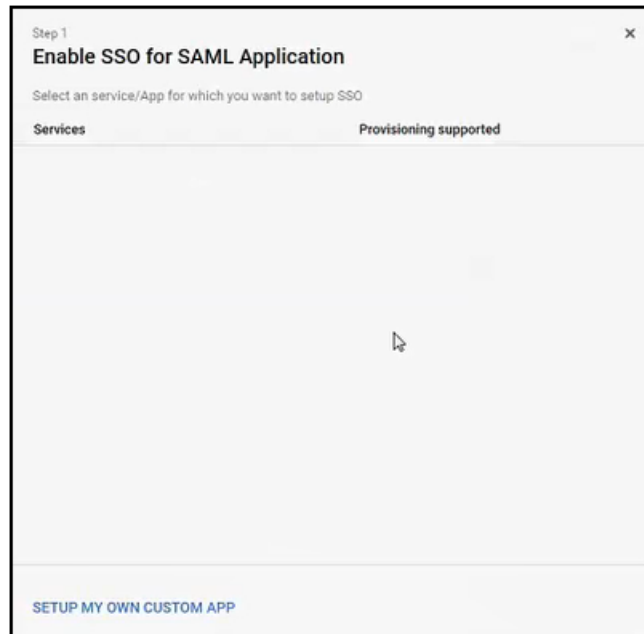 Step 1
Enable SSO for SAML Application
Select an service/App for which you want to setup SSO
Services Provisioning supported
SETUP MY OWN CUSTOM APP